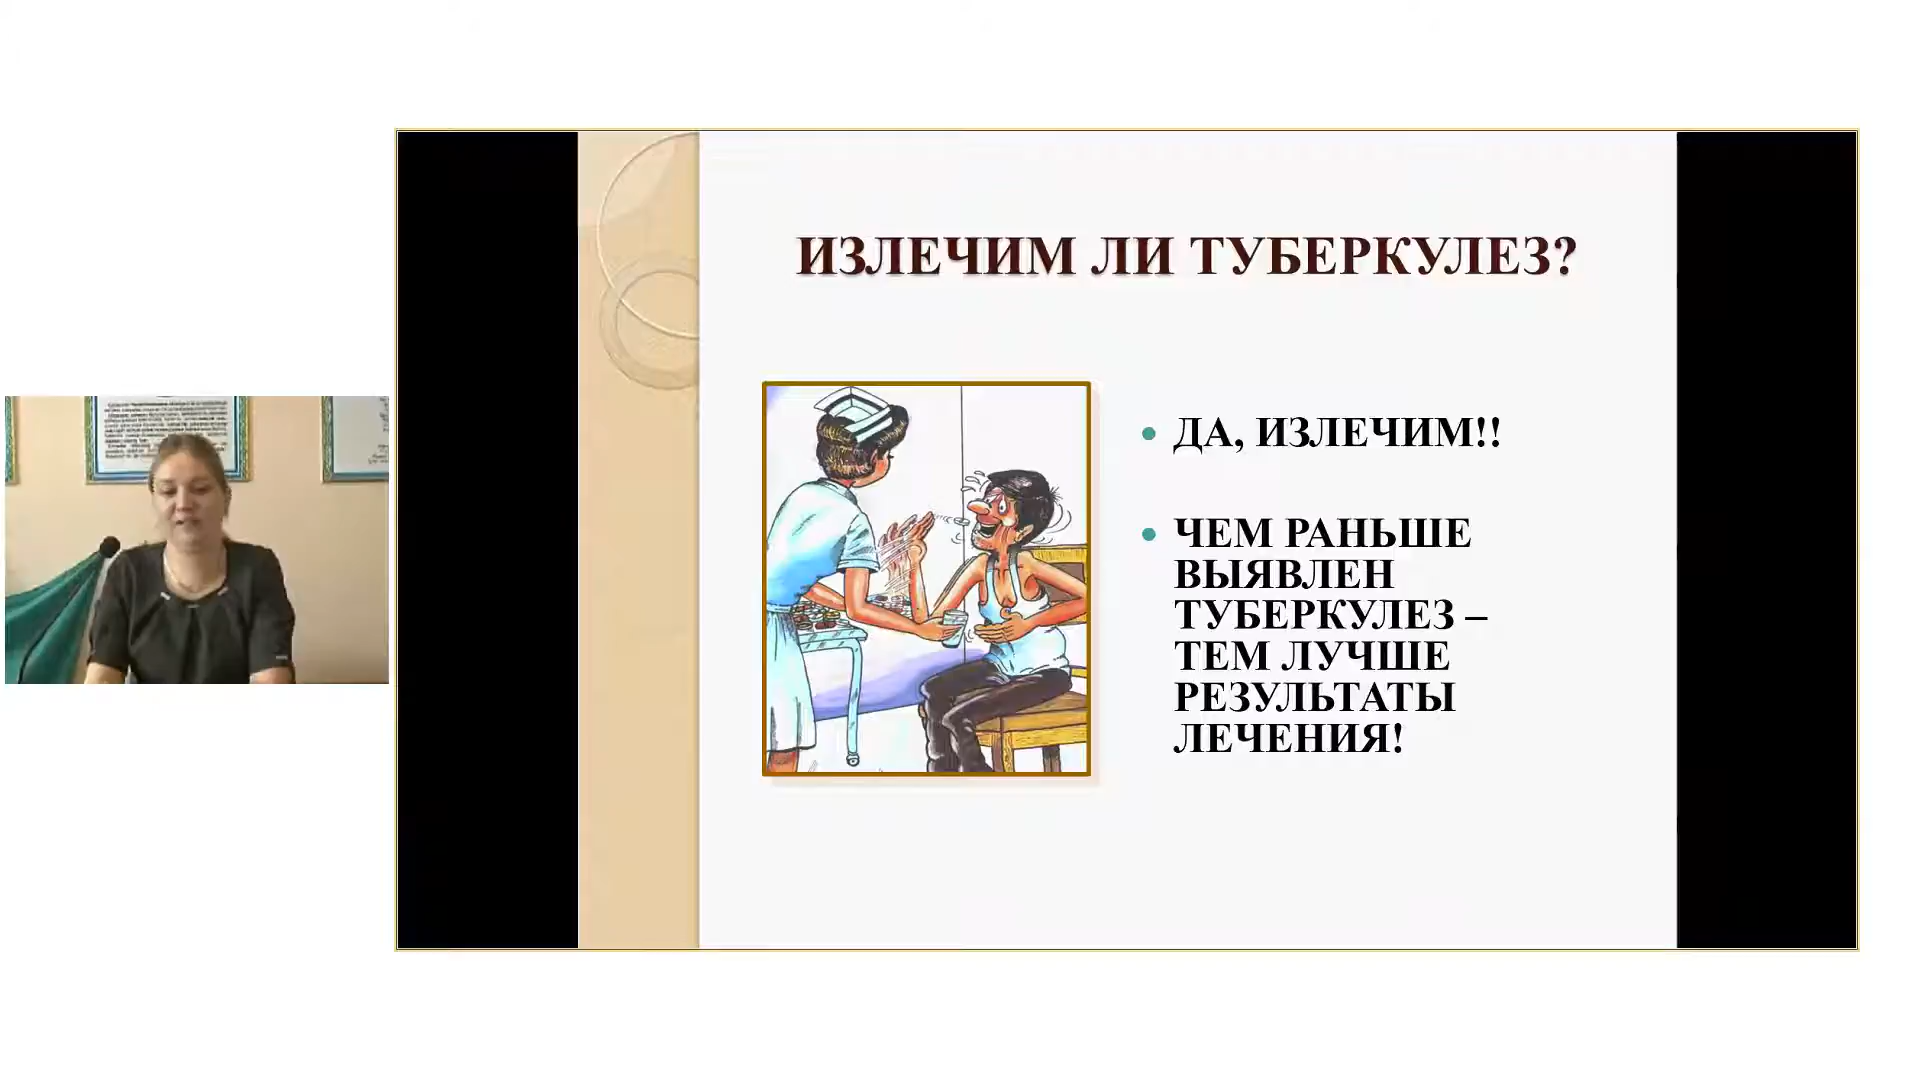 ИЗЛЕЧИМ ЛИ ТУБЕРКУЛЕЗ?
ДА, ИЗЛЕЧИМ!!
ЧЕМ РАНЬШЕ
ВЫЯВЛЕН
ТУБЕРКУЛЕЗ –
ТЕМ ЛУЧШЕ
РЕЗУЛЬТАТЫ
ЛЕЧЕНИЯ!